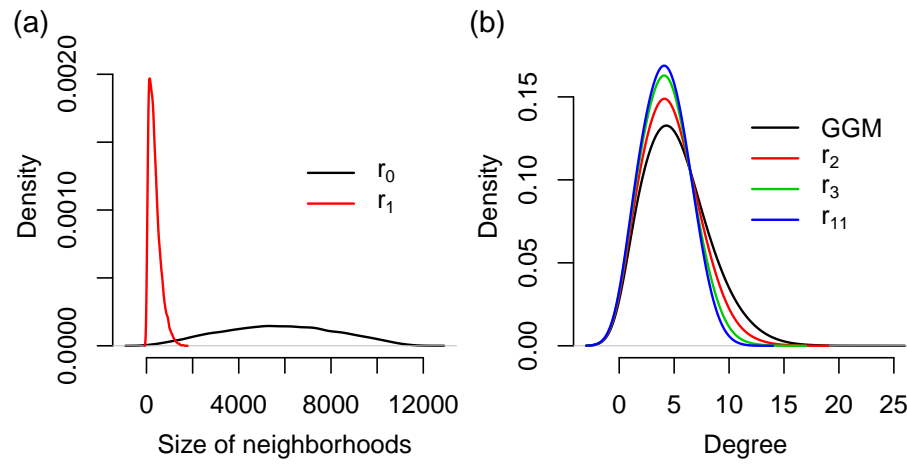 (a)
Density
0.0000
0.0010
0.0020
r₀
r₁
0
4000
8000
12000
Size of neighborhoods
(b)
Density
0.00
0.05
0.10
0.15
GGM
r₂
r₃
r₁₁
0
5
10
15
20
25
Degree